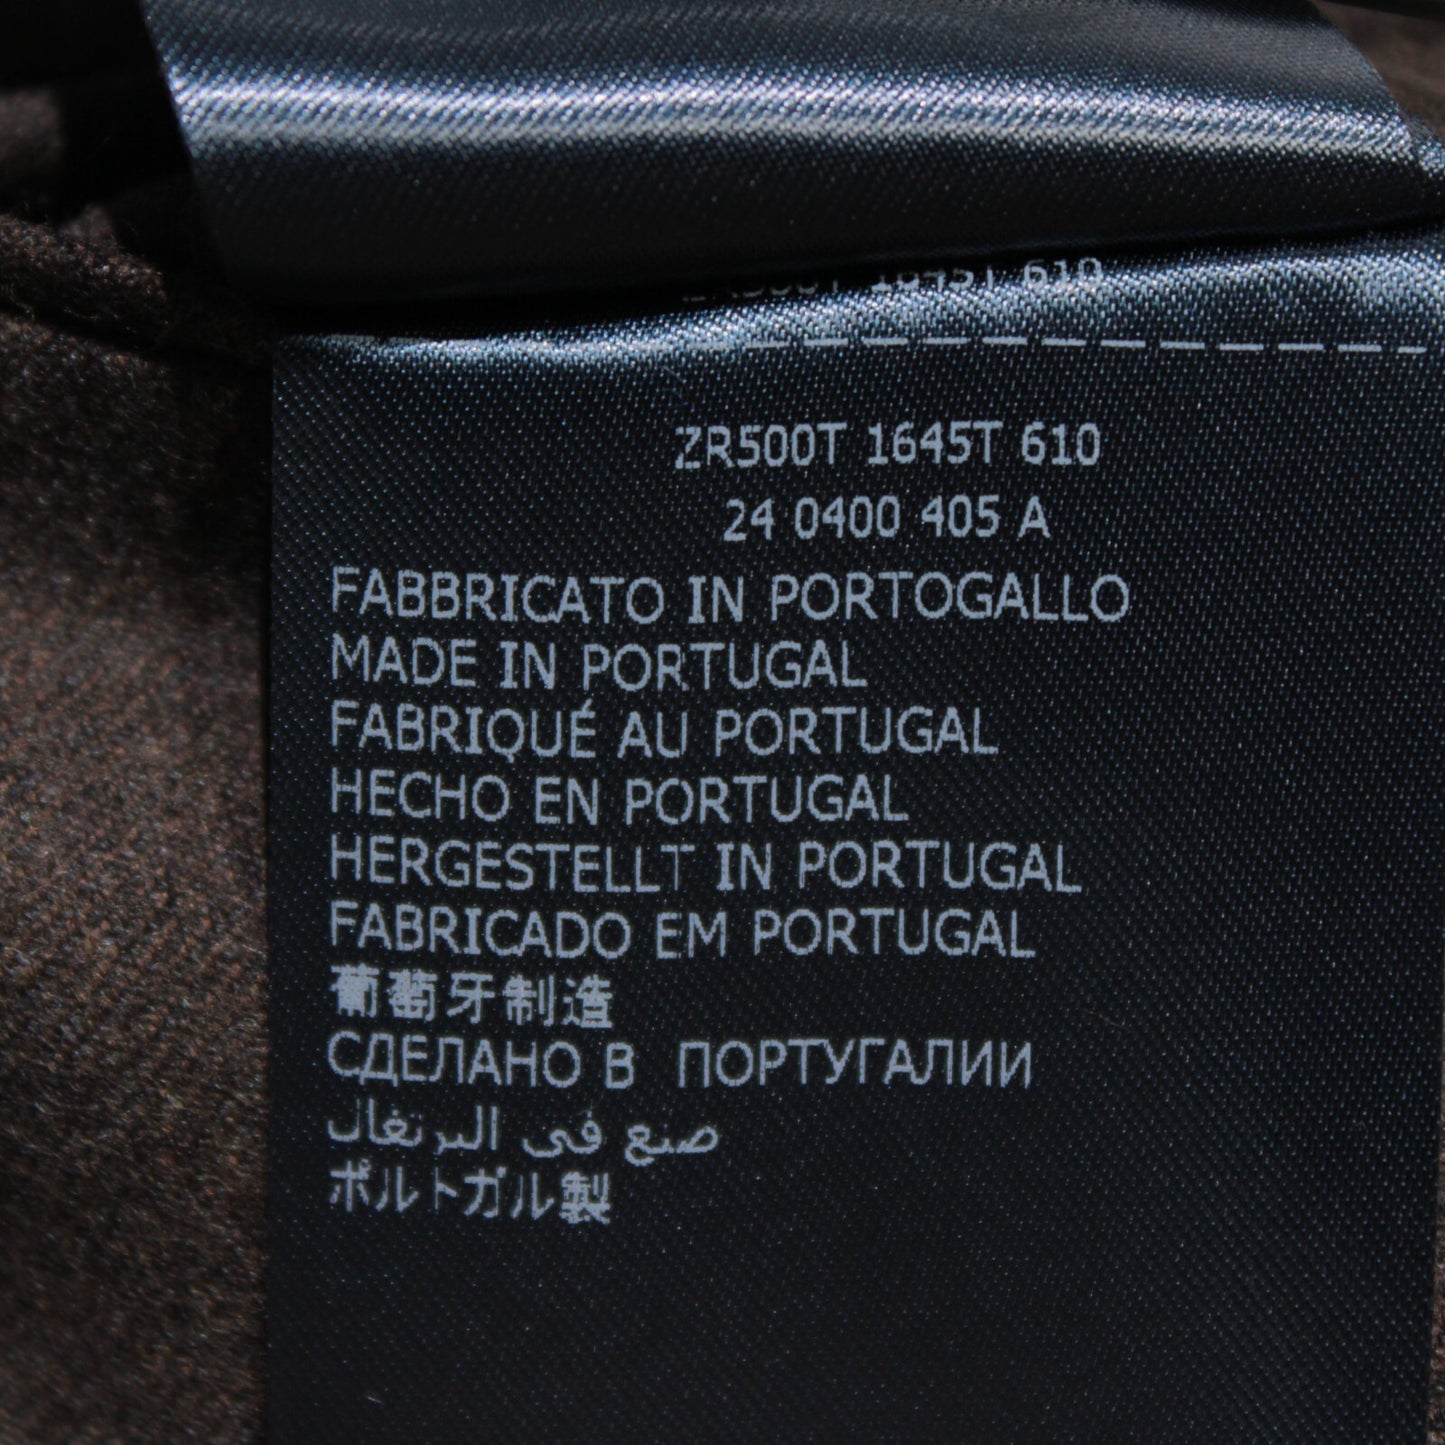 1645T 610
ZR500T 1645T 610
24 0400 405 A
FABBRICATO IN PORTOGALLO
MADE IN PORTUGAL
FABRIQUÉ AU PORTUGAL
HECHO EN PORTUGAL
HERGESTELLT IN PORTUGAL
FABRICADO EM PORTUGAL
葡萄牙制造
СДЕЛАНО В ПОРТУГАЛИИ
صنع في البرتغال
ポルトガル製